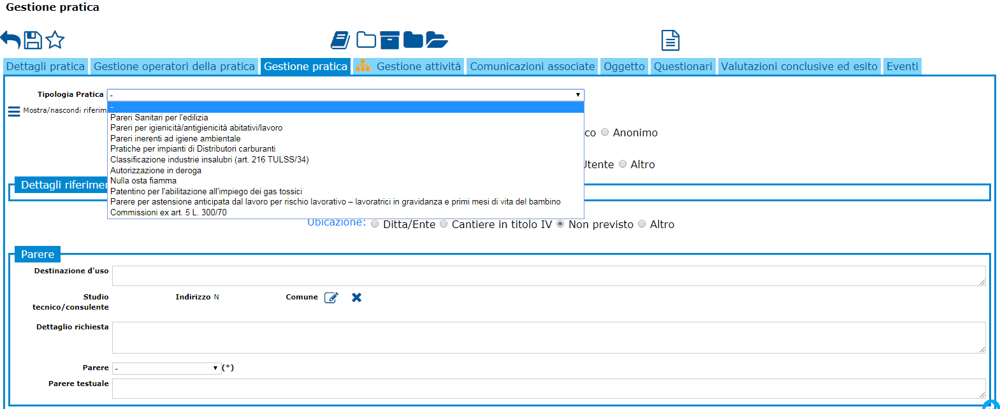 Gestione pratica
Dettagli pratica Gestione operatori della pratica Gestione pratica Gestione attività Comunicazioni associate Oggetto Questionari Valutazioni conclusive ed esito Eventi
Tipologia Pratica -
-
Mostra/nascondi riferim
Pareri Sanitari per l'edilizia
Pareri per igienicità/antigienicità abitativi/lavoro
co Anonimo
Pareri inerenti ad igiene ambientale
Pratiche per impianti di Distributori carburanti
Classificazione industrie insalubri (art. 216 TULSS/34)
Utente Altro
Autorizzazione in deroga
Nulla osta fiamma
Dettagli riferimen
Patentino per l'abilitazione all'impiego dei gas tossici
Parere per astensione anticipata dal lavoro per rischio lavorativo – lavoratrici in gravidanza e primi mesi di vita del bambino
Commissioni ex art. 5 L. 300/70
Ubicazione: Ditta/Ente Cantiere in titolo IV Non previsto Altro
Parere
Destinazione d'uso
Studio Indirizzo N Comune
tecnico/consulente
Dettaglio richiesta
Parere - (*)
Parere testuale